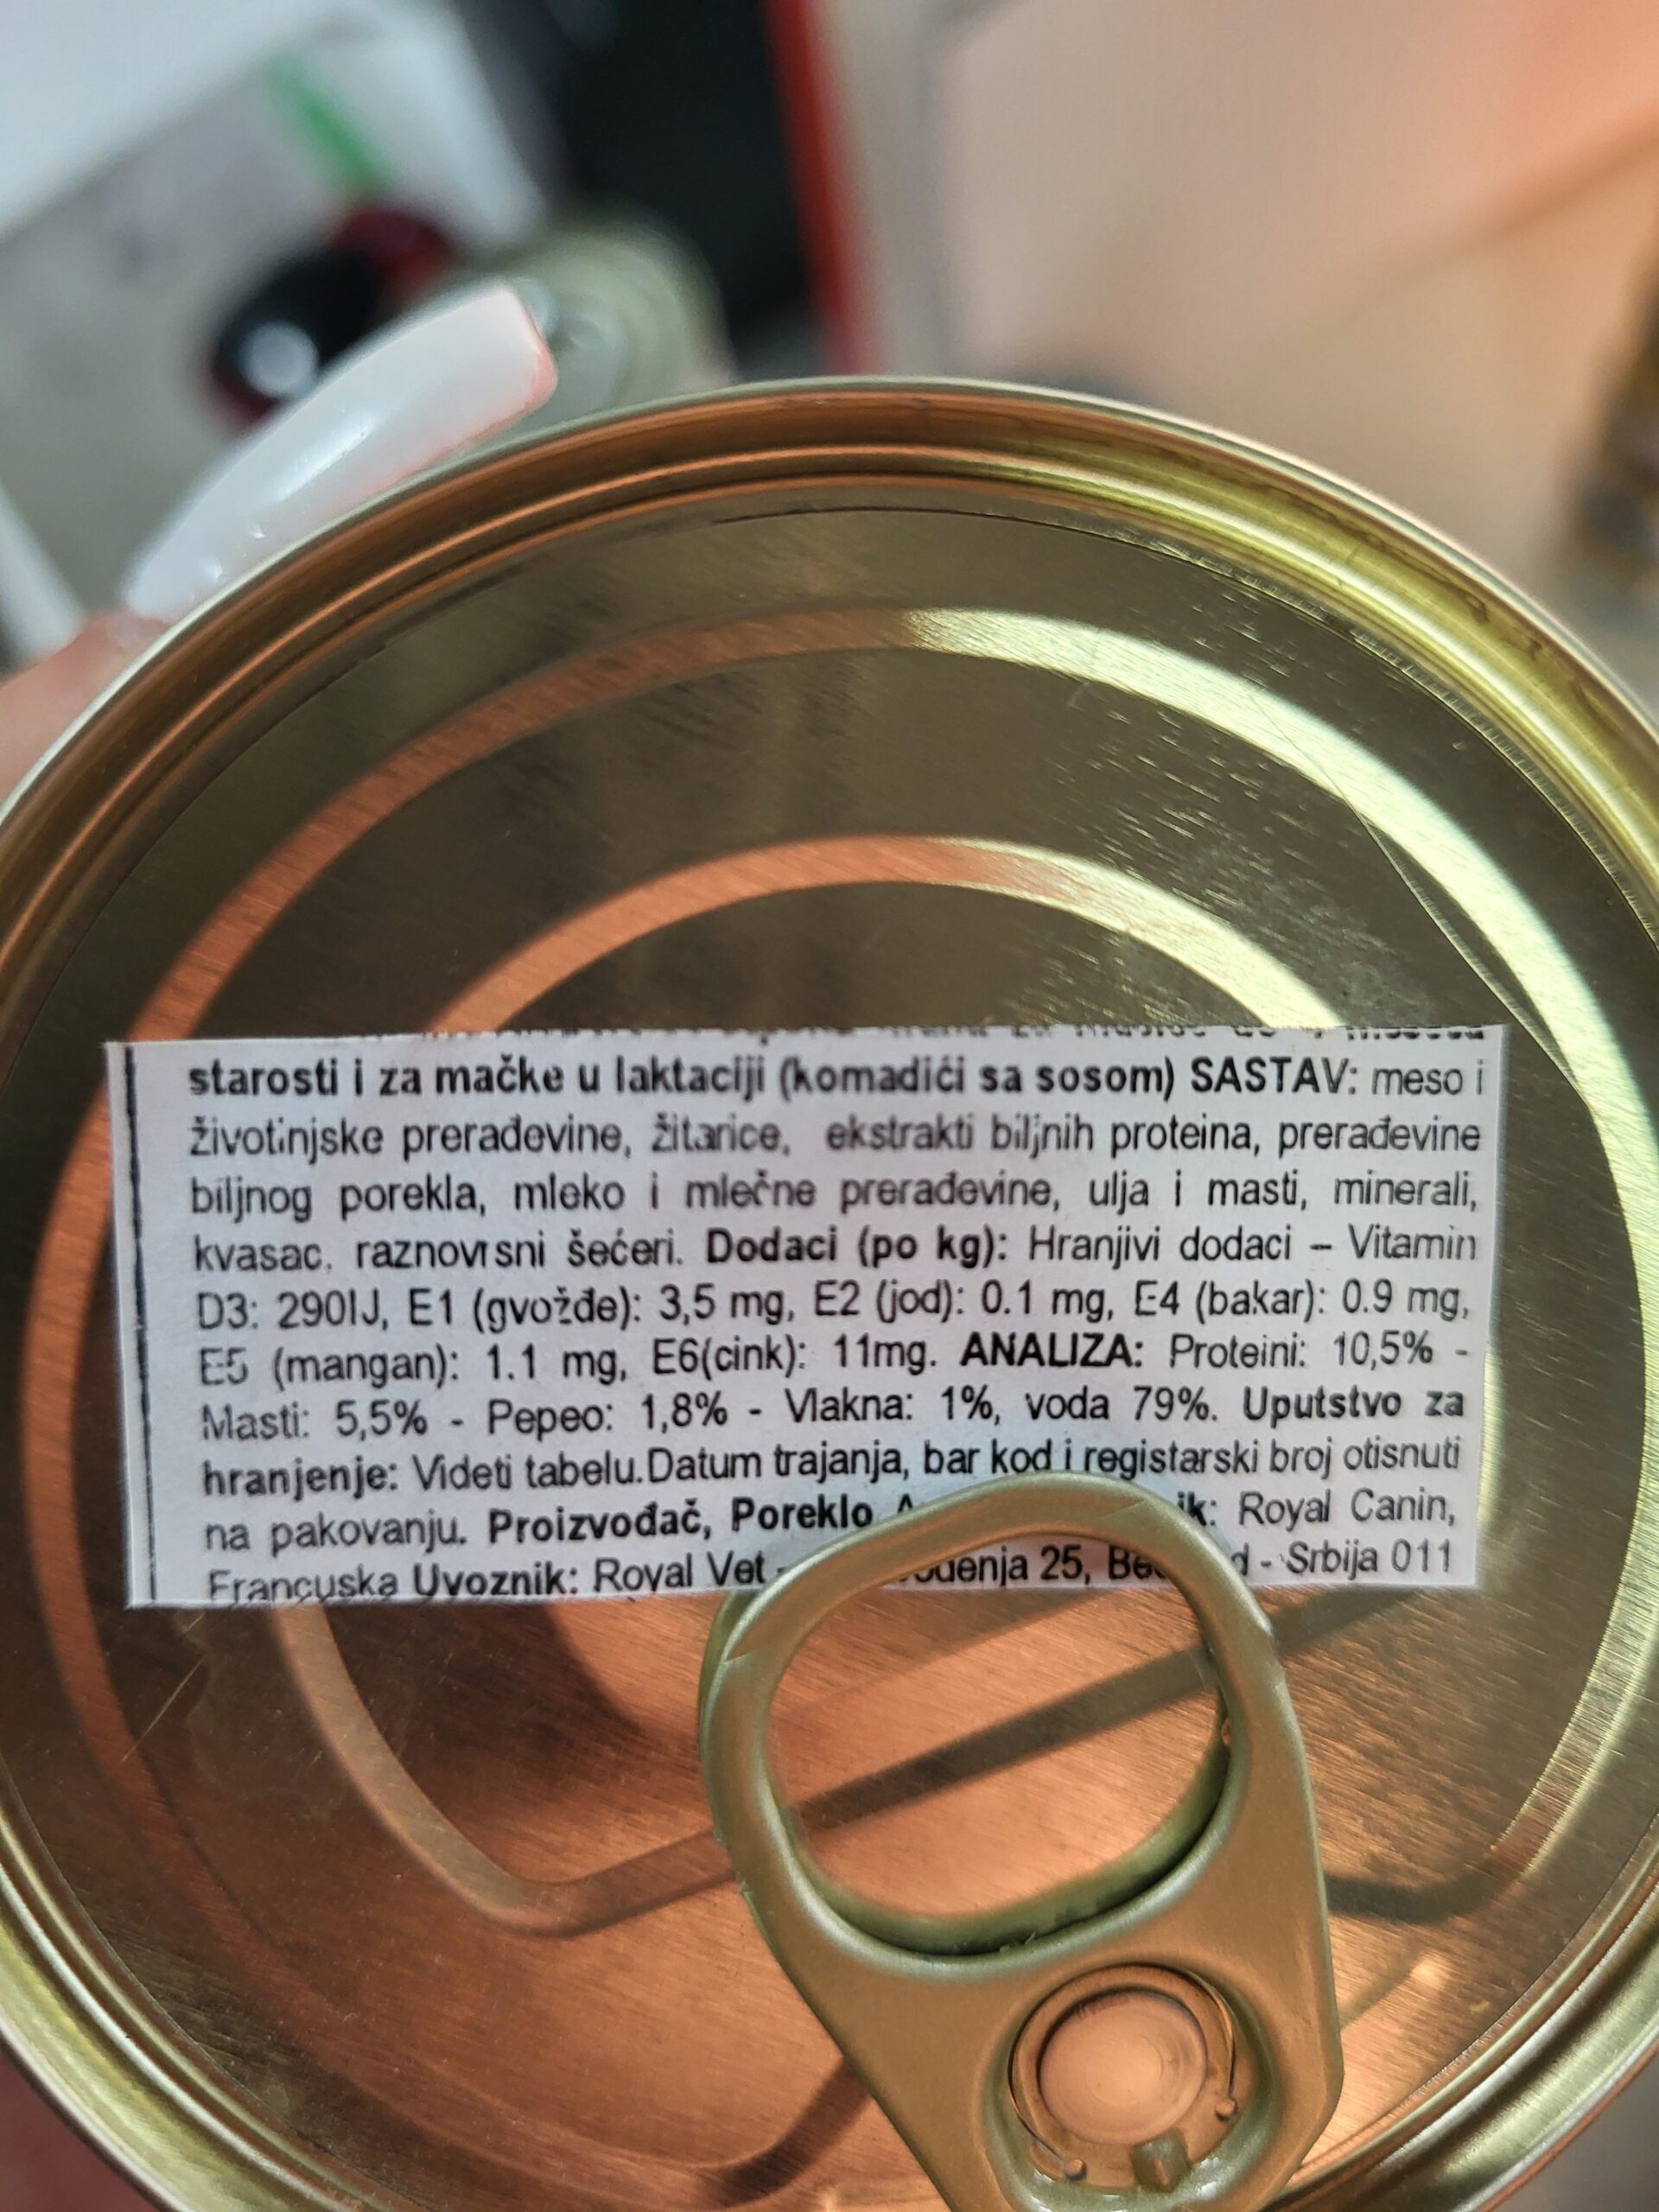 starosti i za mačke u laktaciji (komadići sa sosom) SASTAV: meso i
životinjske prerađevine, žitarice, ekstrakti biljnih proteina, prerađevine
biljnog porekla, mleko i mlečne prerađevine, ulja i masti, minerali,
kvasac, raznovrsni šećeri. Dodaci (po kg): Hranjivi dodaci – Vitamin
D3: 290IJ, E1 (gvožđe): 3,5 mg, E2 (jod): 0.1 mg, E4 (bakar): 0.9 mg,
E5 (mangan): 1.1 mg, E6(cink): 11mg. ANALIZA: Proteini: 10,5% -
Masti: 5,5% - Pepeo: 1,8% - Vlakna: 1%, voda 79%. Uputstvo za
hranjenje: Videti tabelu.Datum trajanja, bar kod i registarski broj otisnuti
na pakovanju. Proizvođač, Poreklo Royal Canin,
Francuska Uvoznik: Royal Vet - 25, - Srbija 011